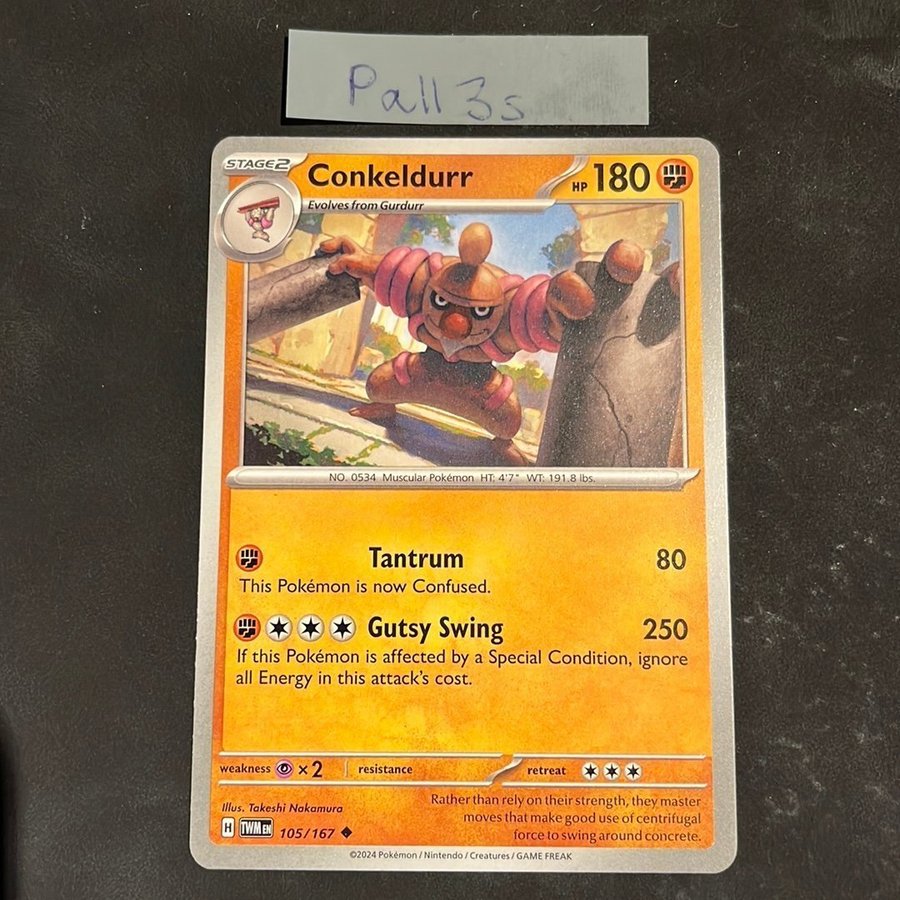 Pall3s
STAGE 2
Conkeldurr
HP 180
Evolves from Gurdurr
NO. 0534 Muscular Pokémon HT: 4'7" WT: 191.8 lbs.
Tantrum 80
This Pokémon is now Confused.
Gutsy Swing 250
If this Pokémon is affected by a Special Condition, ignore
all Energy in this attack's cost.
weakness ×2 resistance retreat
Illus. Takeshi Nakamura
H TWM EN 105/167
Rather than rely on their strength, they master
moves that make good use of centrifugal
force to swing around concrete.
©2024 Pokémon / Nintendo / Creatures / GAME FREAK